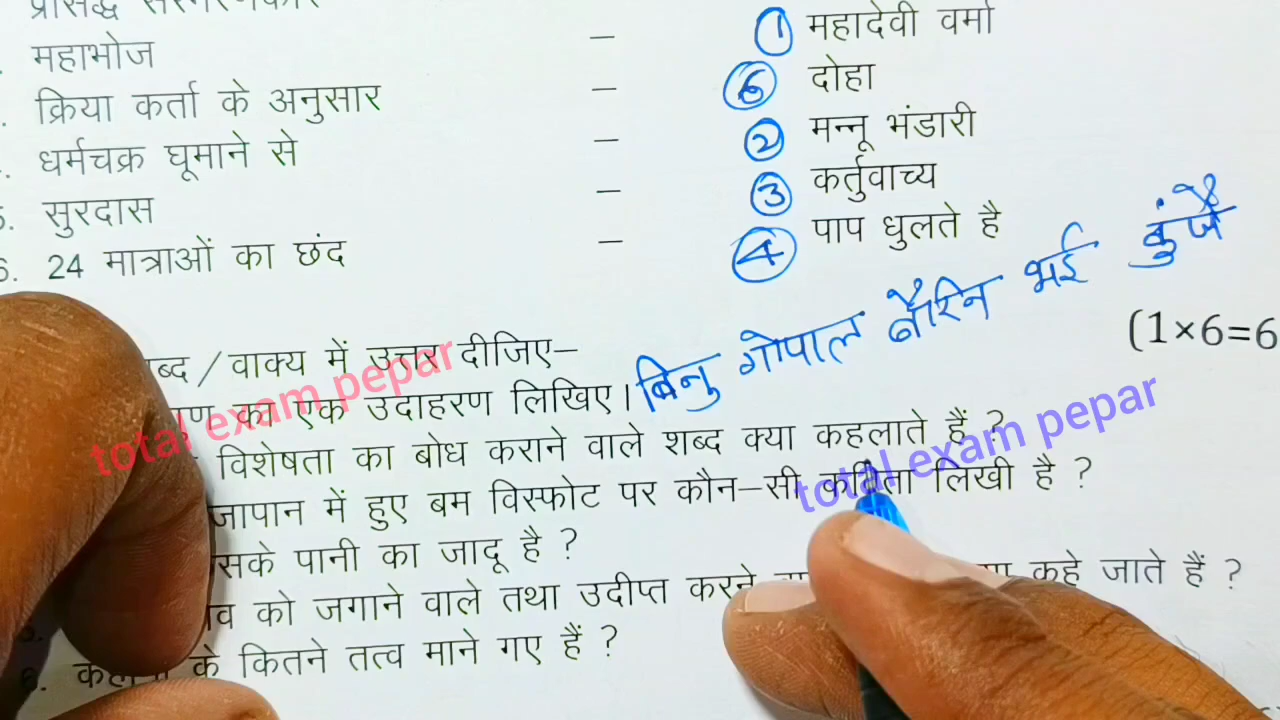 महाभोज – ① महादेवी वर्मा
क्रिया कर्ता के अनुसार – ⑥ दोहा
धर्मचक्र घूमाने से – ② मन्नू भंडारी
5. सुरदास – ③ कर्तुवाच्य
6. 24 मात्राओं का छंद – ④ पाप धुलते है
(1×6=6
/ वाक्य में उत्तर दीजिए–
का एक उदाहरण लिखिए। बिनु गोपाल बैरिन भई कुंजै
विशेषता का बोध कराने वाले शब्द क्या कहलाते हैं ?
जापान में हुए बम विस्फोट पर कौन–सी कविता लिखी है ?
पानी का जादू है ?
को जगाने वाले तथा उदीप्त करने कहे जाते हैं ?
6. के कितने तत्व माने गए हैं ?
total exam pepar
total exam pepar